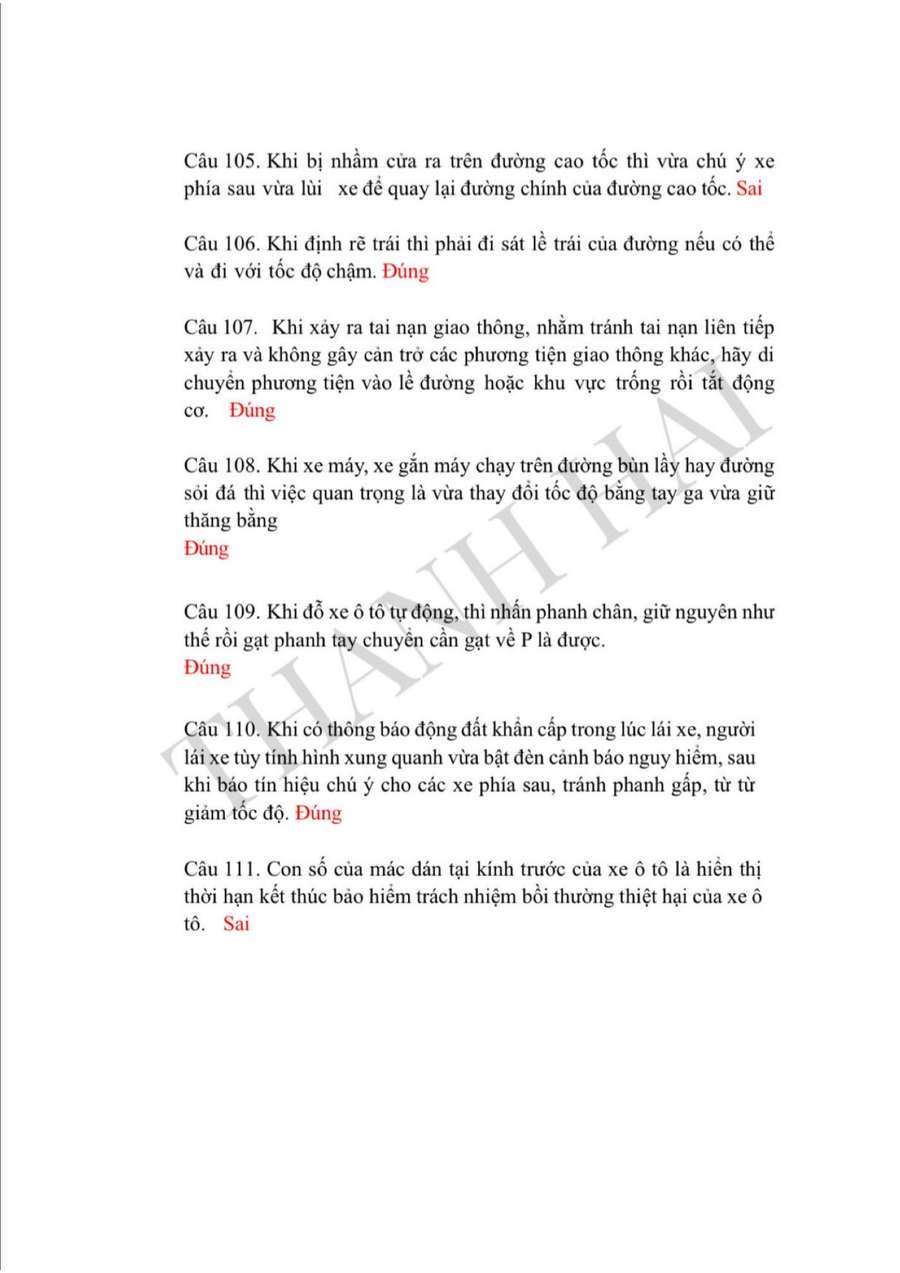 Câu 105. Khi bị nhầm cửa ra trên đường cao tốc thì vừa chú ý xe
phía sau vừa lùi xe để quay lại đường chính của đường cao tốc. Sai
Câu 106. Khi định rẽ trái thì phải đi sát lề trái của đường nếu có thể
và đi với tốc độ chậm. Đúng
Câu 107. Khi xảy ra tai nạn giao thông, nhằm tránh tai nạn liên tiếp
xảy ra và không gây cản trở các phương tiện giao thông khác, hãy di
chuyển phương tiện vào lề đường hoặc khu vực trống rồi tắt động
cơ. Đúng
Câu 108. Khi xe máy, xe gắn máy chạy trên đường bùn lầy hay đường
sỏi đá thì việc quan trọng là vừa thay đổi tốc độ bằng tay ga vừa giữ
thăng bằng
Đúng
Câu 109. Khi đỗ xe ô tô tự động, thì nhấn phanh chân, giữ nguyên như
thế rồi gạt phanh tay chuyển cần gạt về P là được.
Đúng
Câu 110. Khi có thông báo động đất khẩn cấp trong lúc lái xe, người
lái xe tùy tình hình xung quanh vừa bật đèn cảnh báo nguy hiểm, sau
khi báo tín hiệu chú ý cho các xe phía sau, tránh phanh gấp, từ từ
giảm tốc độ. Đúng
Câu 111. Con số của mác dán tại kính trước của xe ô tô là hiển thị
thời hạn kết thúc bảo hiểm trách nhiệm bồi thường thiệt hại của xe ô
tô. Sai
THANH HAI